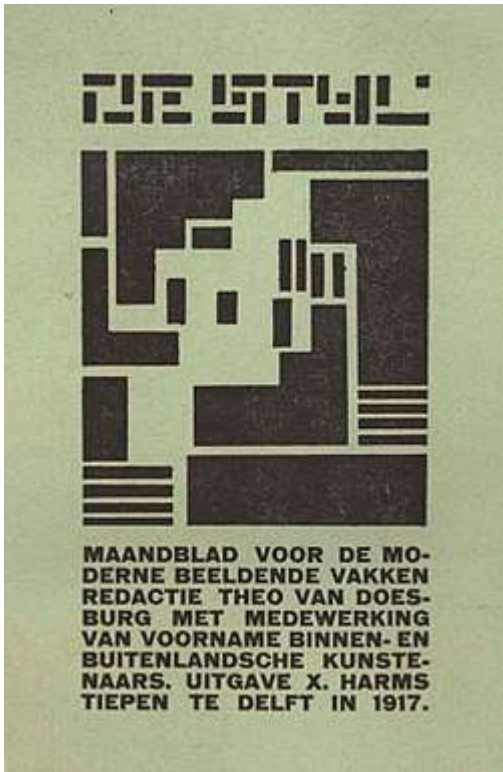 DE STYL
MAANDBLAD VOOR DE MO-
DERNE BEELDENDE VAKKEN
REDACTIE THEO VAN DOES-
BURG MET MEDEWERKING
VAN VOORNAME BINNEN- EN
BUITENLANDSCHE KUNSTE-
NAARS. UITGAVE X. HARMS
TIEPEN TE DELFT IN 1917.